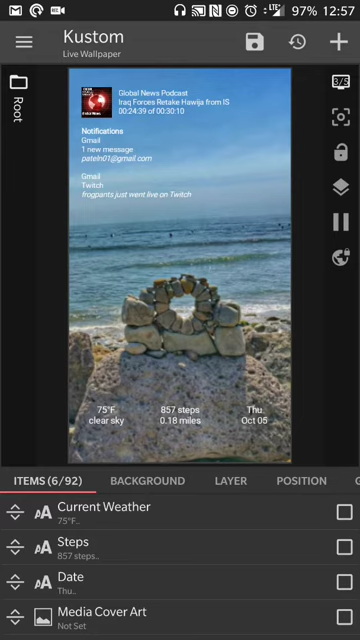 97% 12:57
Kustom
Live Wallpaper
Root
3/5
Global News Podcast
Iraq Forces Retake Hawija from IS
00:24:39 of 00:30:10
Notifications
Gmail
1 new message
pateln01@gmail.com
Gmail
Twitch
frogpants just went live on Twitch
75°F
clear sky
857 steps
0.18 miles
Thu
Oct 05
ITEMS (6/92) BACKGROUND LAYER POSITION
Current Weather
75°F..
Steps
857 steps..
Date
Thu..
Media Cover Art
Not Set